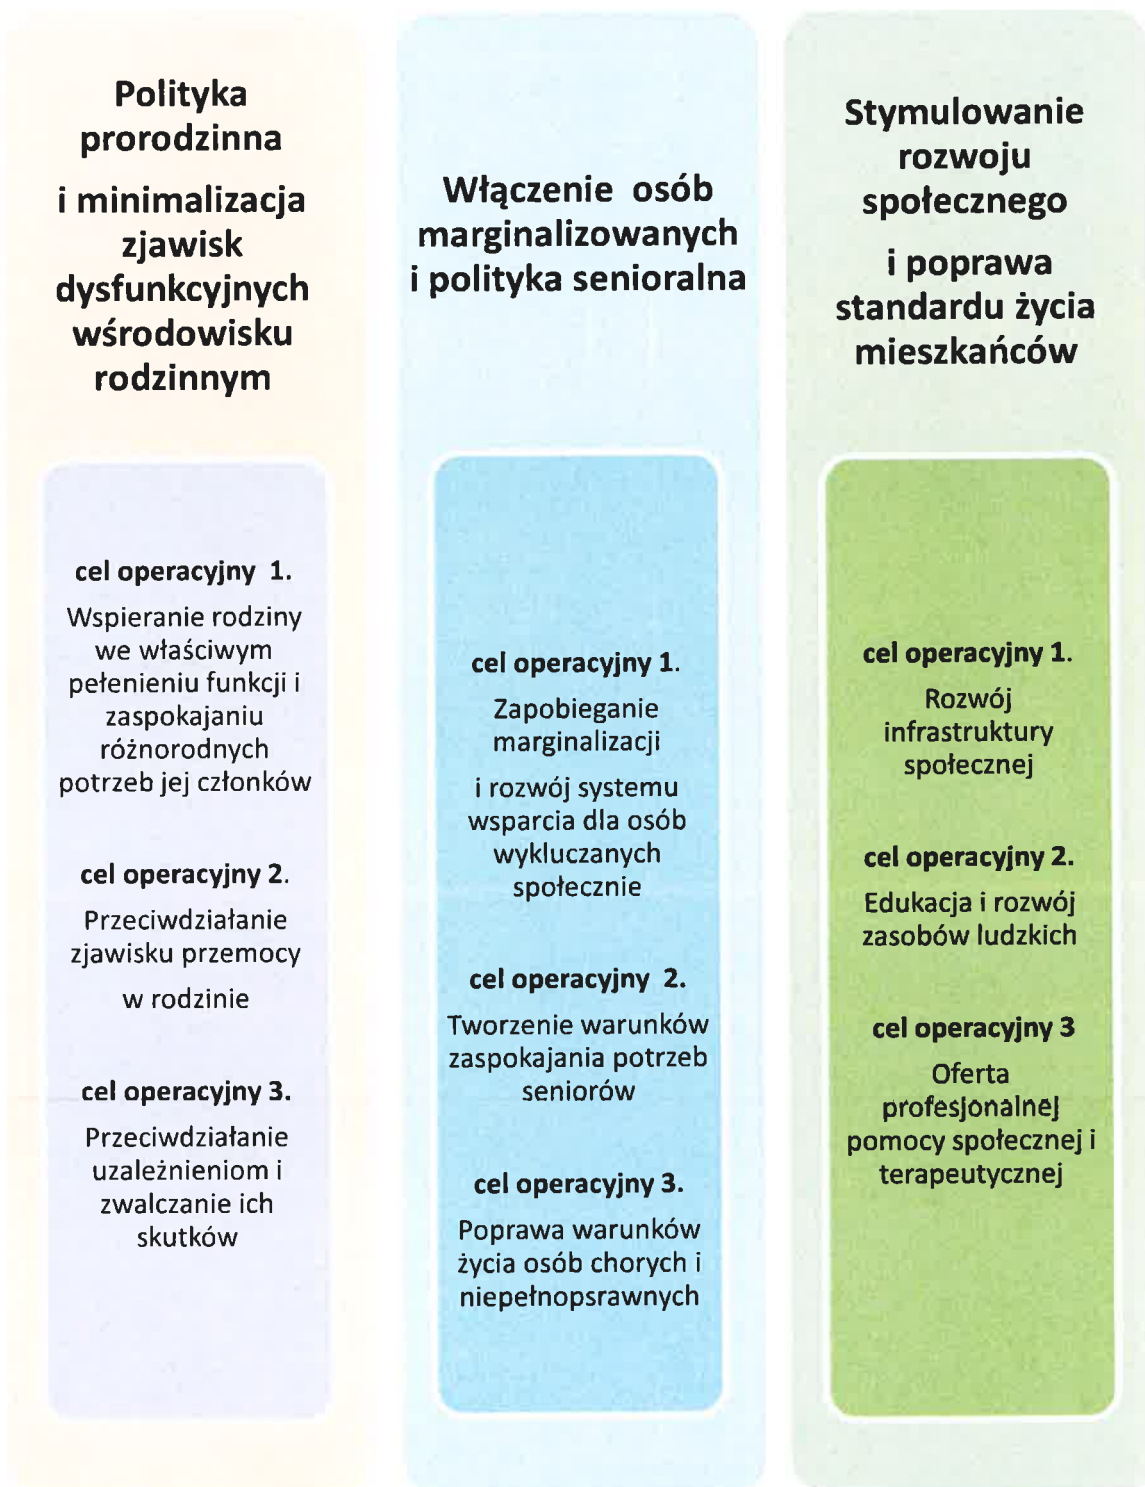 Polityka
prorodzinna
i minimalizacja
zjawisk
dysfunkcyjnych
wśrodowisku
rodzinnym
cel operacyjny 1.
Wspieranie rodziny
we właściwym
pełenieniu funkcji i
zaspokajaniu
różnorodnych
potrzeb jej członków
cel operacyjny 2.
Przeciwdziałanie
zjawisku przemocy
w rodzinie
cel operacyjny 3.
Przeciwdziałanie
uzależnieniom i
zwalczanie ich
skutków
Włączenie osób
marginalizowanych
i polityka senioralna
cel operacyjny 1.
Zapobieganie
marginalizacji
i rozwój systemu
wsparcia dla osób
wykluczanych
społecznie
cel operacyjny 2.
Tworzenie warunków
zaspokajania potrzeb
seniorów
cel operacyjny 3.
Poprawa warunków
życia osób chorych i
niepełnopsrawnych
Stymulowanie
rozwoju
społecznego
i poprawa
standardu życia
mieszkańców
cel operacyjny 1.
Rozwój
infrastruktury
społecznej
cel operacyjny 2.
Edukacja i rozwój
zasobów ludzkich
cel operacyjny 3
Oferta
profesjonalnej
pomocy społecznej i
terapeutycznej